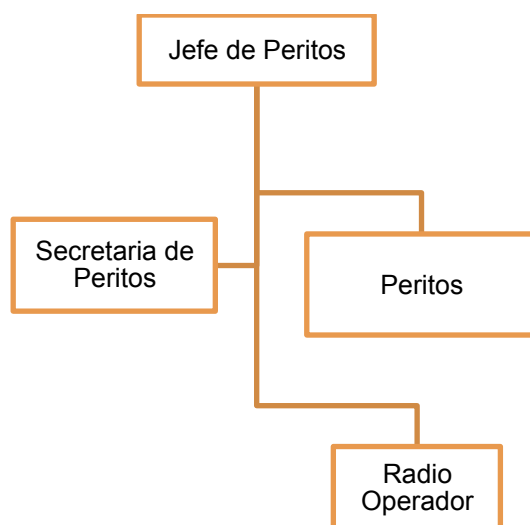 Jefe de Peritos
Secretaria de
Peritos
Peritos
Radio
Operador